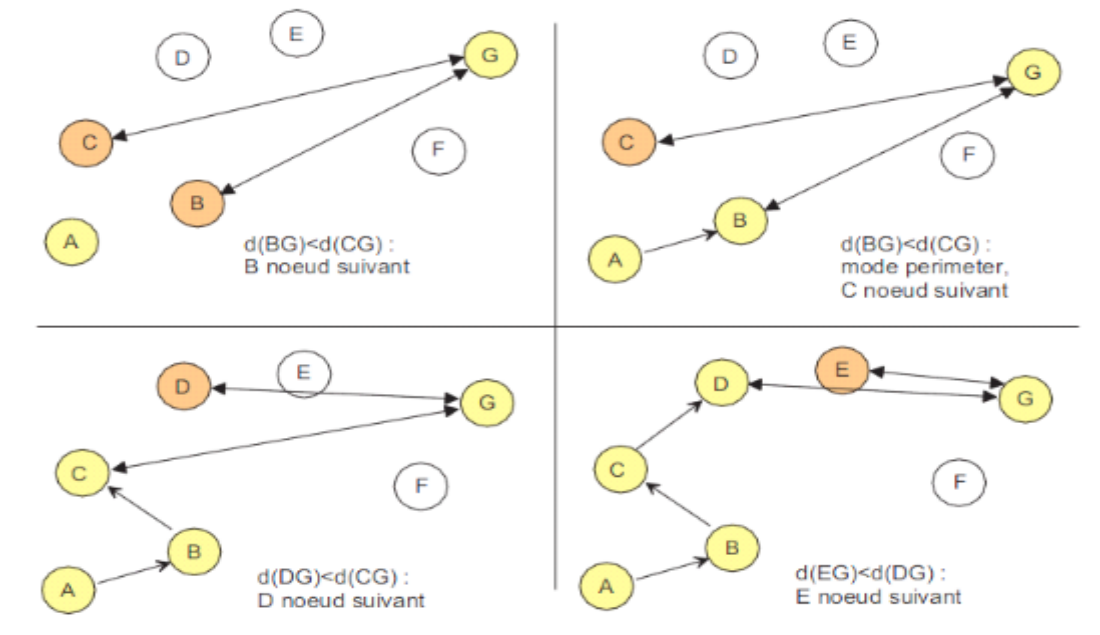 E
D
G
C
F
B
A
d(BG)<d(CG) :
B noeud suivant
E
D
G
C
F
B
A
d(BG)<d(CG) :
mode perimeter,
C noeud suivant
E
D
G
C
F
B
A
d(DG)<d(CG) :
D noeud suivant
E
D
G
C
F
B
A
d(EG)<d(DG) :
E noeud suivant